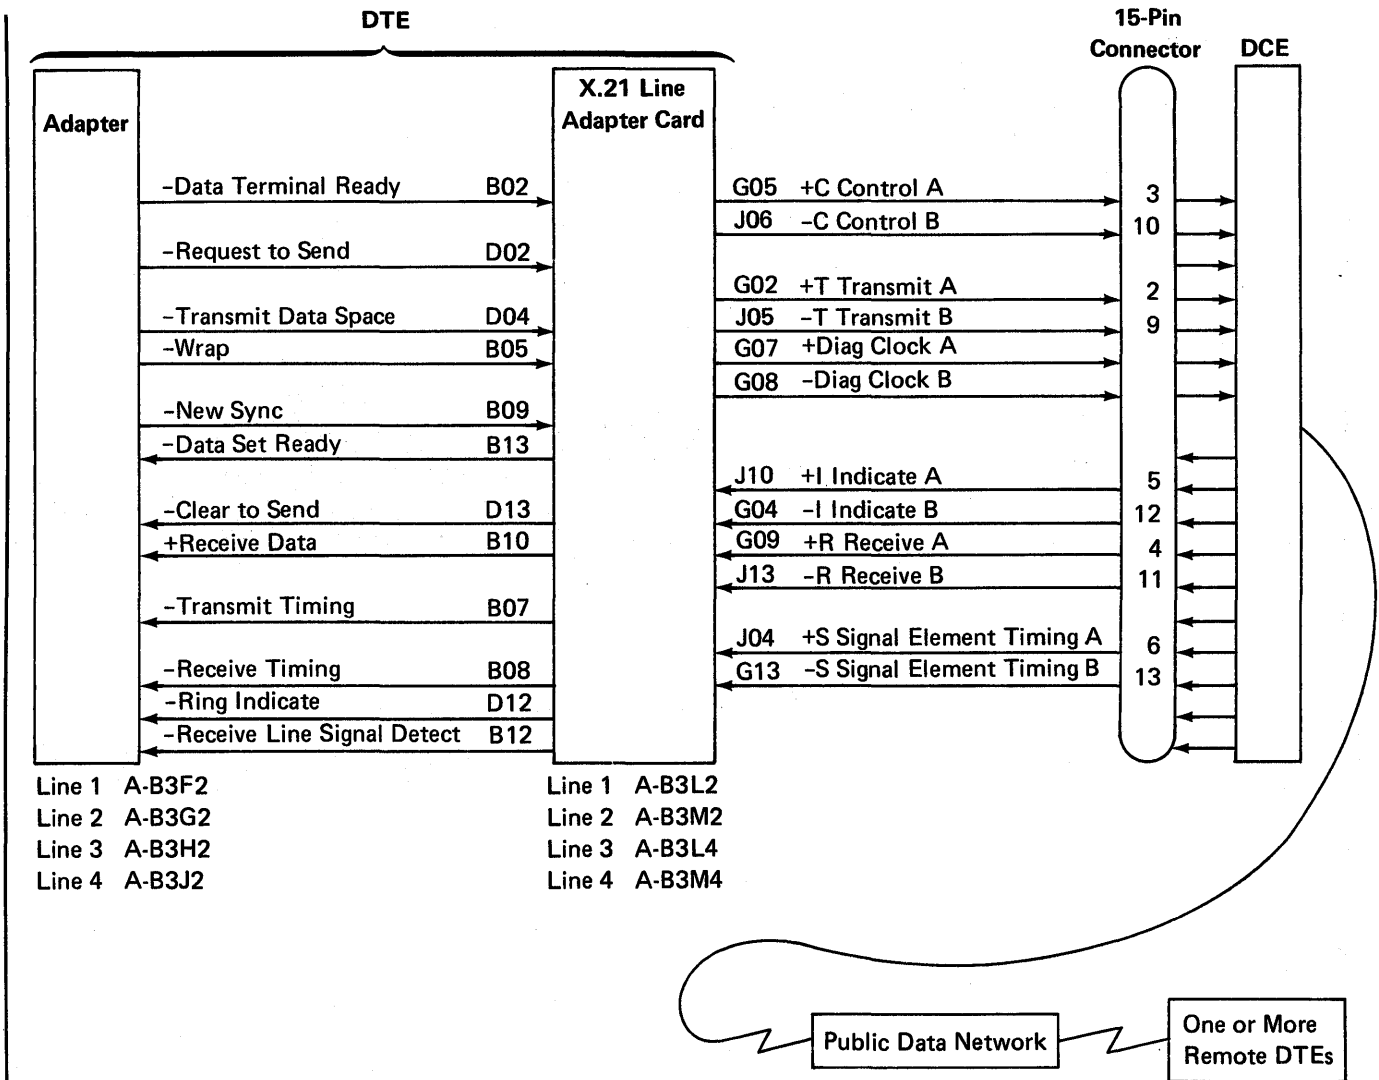 DTE
15-Pin
Connector
DCE
Adapter
X.21 Line
Adapter Card
-Data Terminal Ready B02
-Request to Send D02
-Transmit Data Space D04
-Wrap B05
-New Sync B09
-Data Set Ready B13
-Clear to Send D13
+Receive Data B10
-Transmit Timing B07
-Receive Timing B08
-Ring Indicate D12
-Receive Line Signal Detect B12
G05 +C Control A 3
J06 -C Control B 10
G02 +T Transmit A 2
J05 -T Transmit B 9
G07 +Diag Clock A
G08 -Diag Clock B
J10 +I Indicate A 5
G04 -I Indicate B 12
G09 +R Receive A 4
J13 -R Receive B 11
J04 +S Signal Element Timing A 6
G13 -S Signal Element Timing B 13
Line 1 A-B3F2
Line 2 A-B3G2
Line 3 A-B3H2
Line 4 A-B3J2
Line 1 A-B3L2
Line 2 A-B3M2
Line 3 A-B3L4
Line 4 A-B3M4
Public Data Network
One or More
Remote DTEs